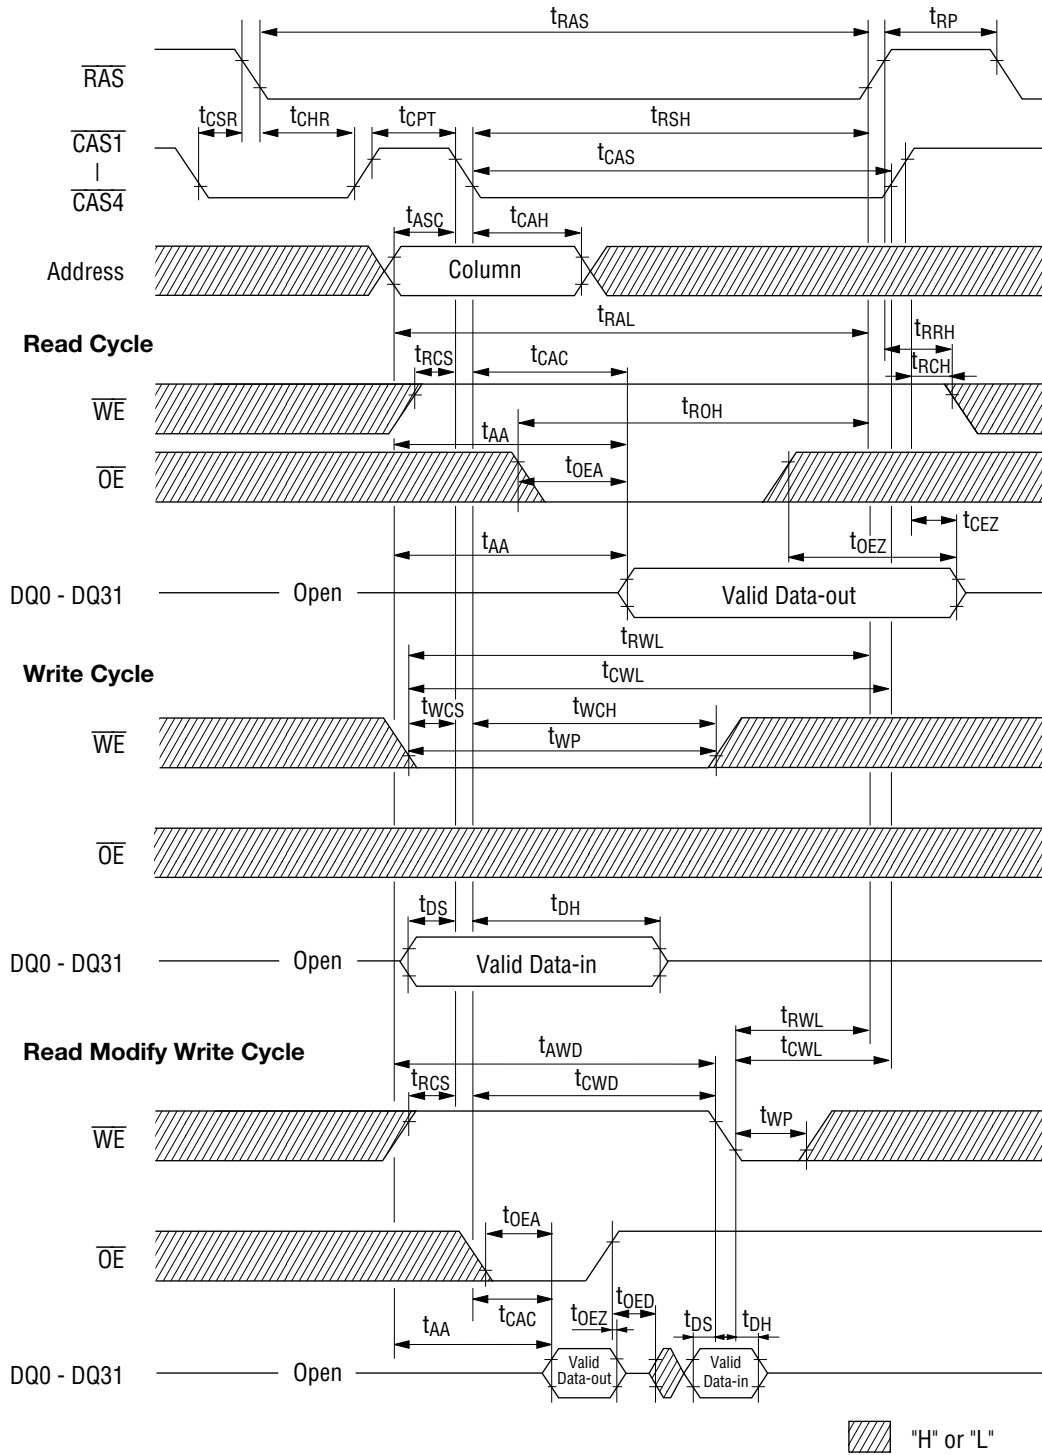 tRAS
tRP
RAS
tCSR
tCHR
tCPT
tRSH
CAS1
|
CAS4
tCAS
tASC
tCAH
Address
Column
tRAL
tRRH
Read Cycle
tRCS
tCAC
tRCH
WE
tROH
tAA
OE
tOEA
tCEZ
tAA
tOEZ
DQ0 - DQ31
Open
Valid Data-out
tRWL
Write Cycle
tCWL
tWCS
tWCH
WE
tWP
OE
tDS
tDH
DQ0 - DQ31
Open
Valid Data-in
tRWL
Read Modify Write Cycle
tAWD
tCWL
tRCS
tCWD
WE
tWP
tOEA
OE
tCAC
tOED
tAA
tOEZ
tDS
tDH
DQ0 - DQ31
Open
Valid
Data-out
Valid
Data-in
"H" or "L"